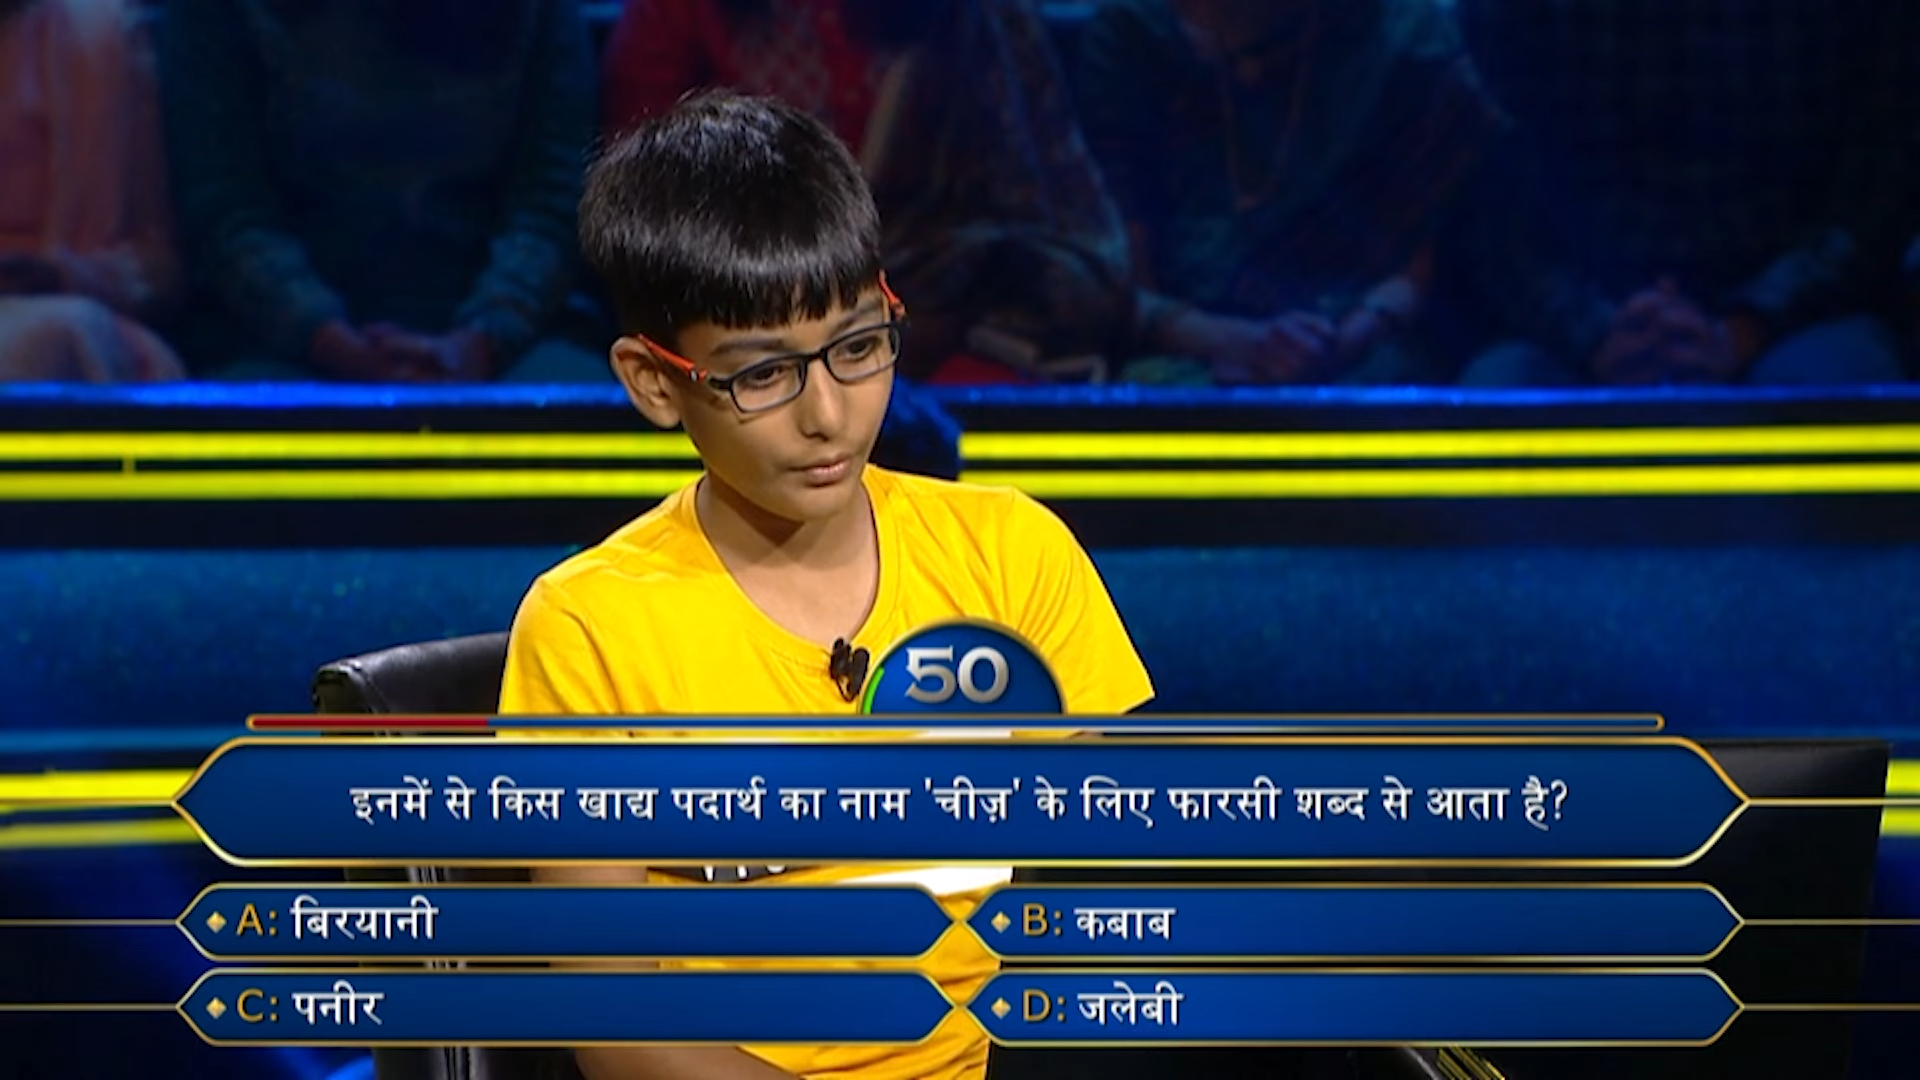 50
इनमें से किस खाद्य पदार्थ का नाम 'चीज़' के लिए फारसी शब्द से आता है?
A: बिरयानी
B: कबाब
C: पनीर
D: जलेबी